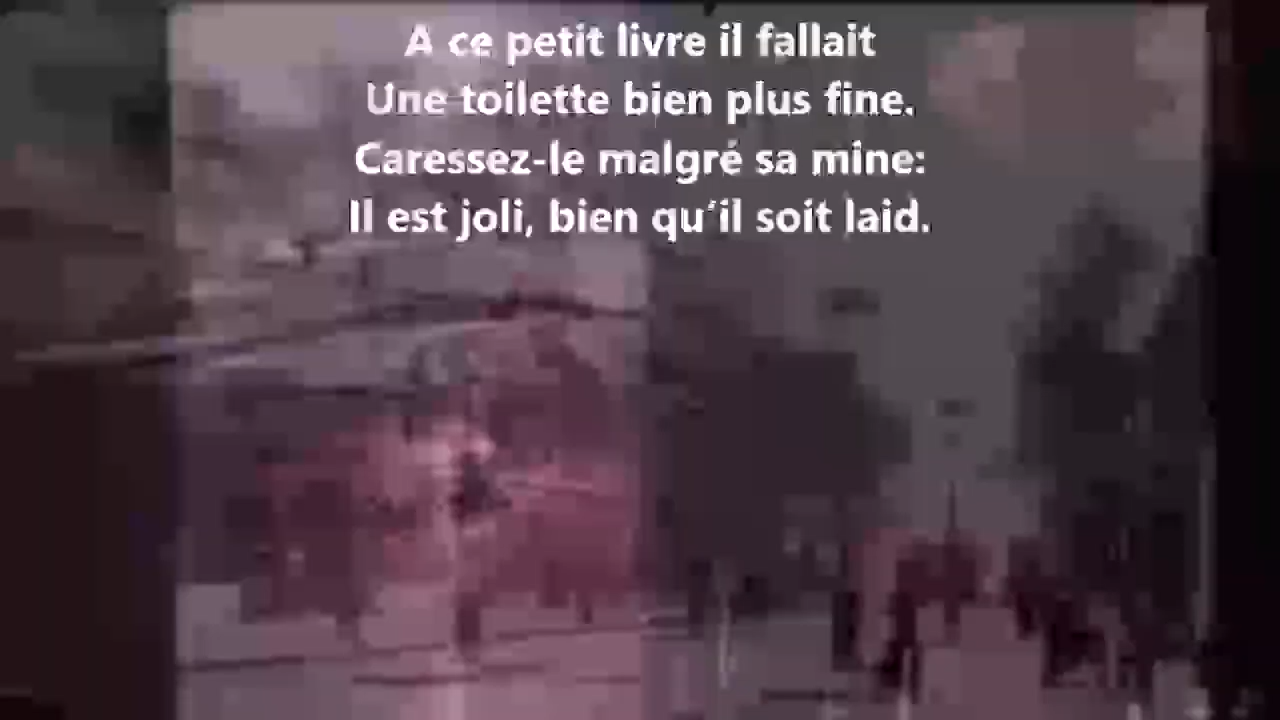 A ce petit livre il fallait
Une toilette bien plus fine.
Caressez-le malgré sa mine:
Il est joli, bien qu'il soit laid.